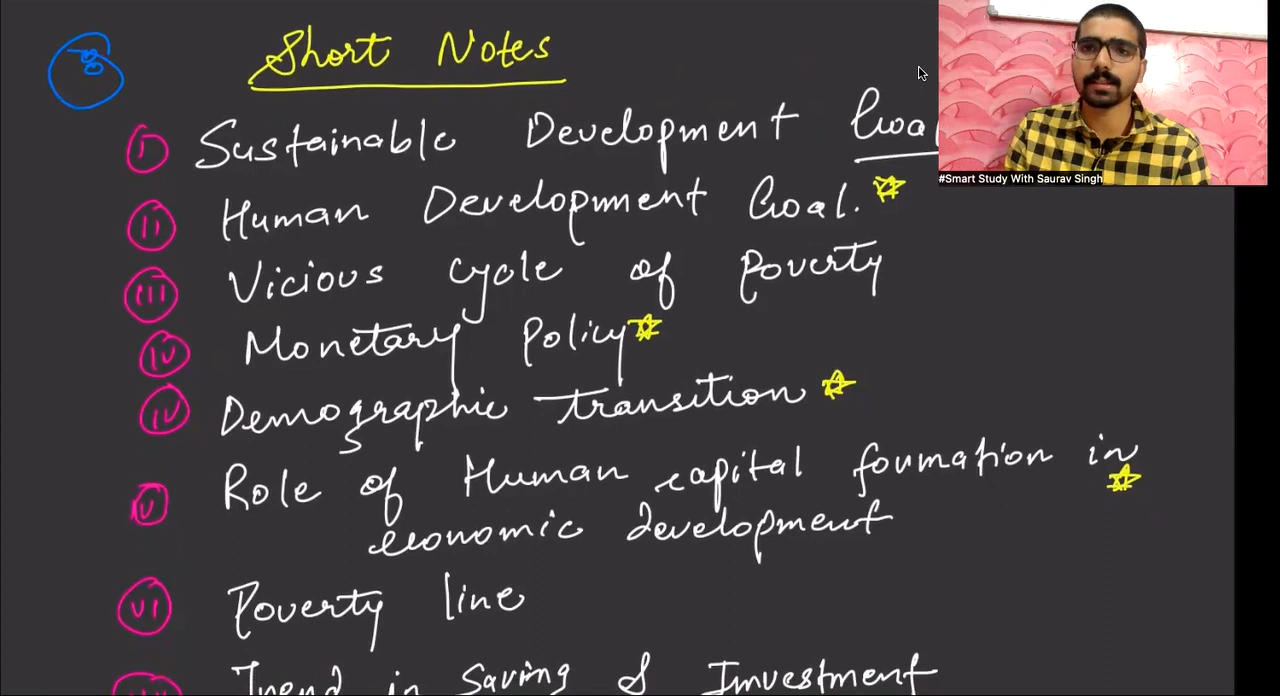 8 Short Notes
i Sustainable Development Goal
#Smart Study With Saurav Singh
ii Human Development Goal.
iii Vicious cycle of Poverty
iv Monetary Policy
iv Demographic transition
v Role of Human capital formation in
economic development
vi Poverty line
Trend in Saving & Investment